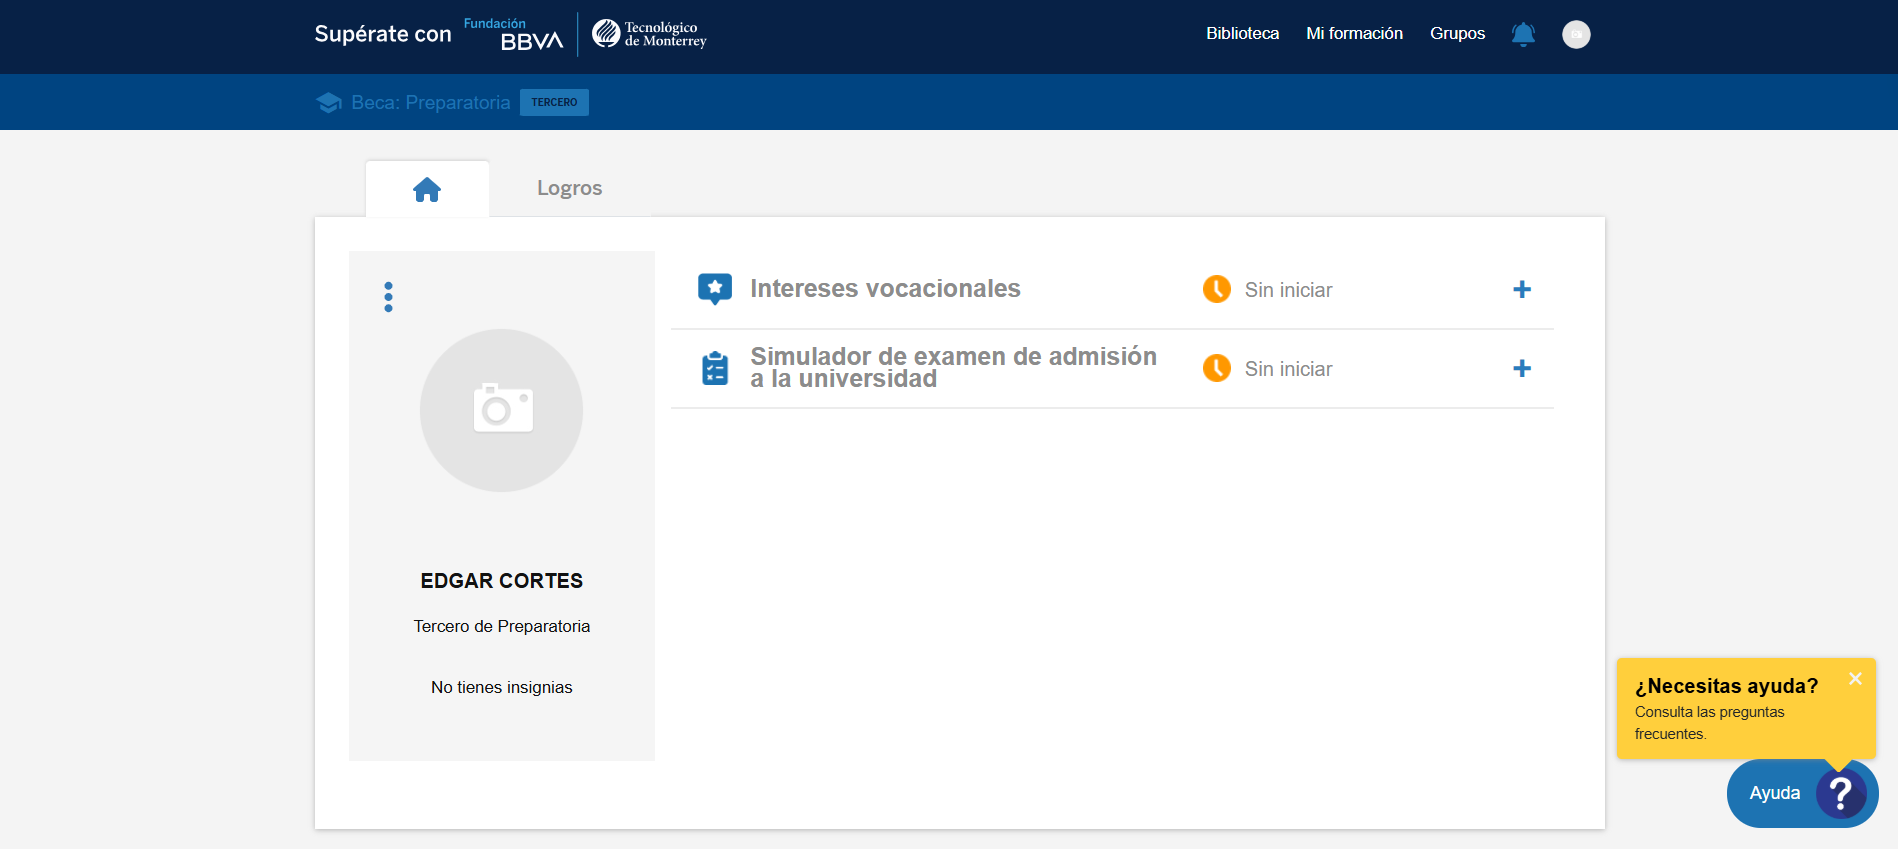 Supérate con
Fundación
BBVA
Tecnológico
de Monterrey
Biblioteca
Mi formación
Grupos
Beca: Preparatoria
TERCERO
Logros
Intereses vocacionales
Sin iniciar
Simulador de examen de admisión
a la universidad
Sin iniciar
EDGAR CORTES
Tercero de Preparatoria
No tienes insignias
¿Necesitas ayuda?
Consulta las preguntas
frecuentes.
Ayuda